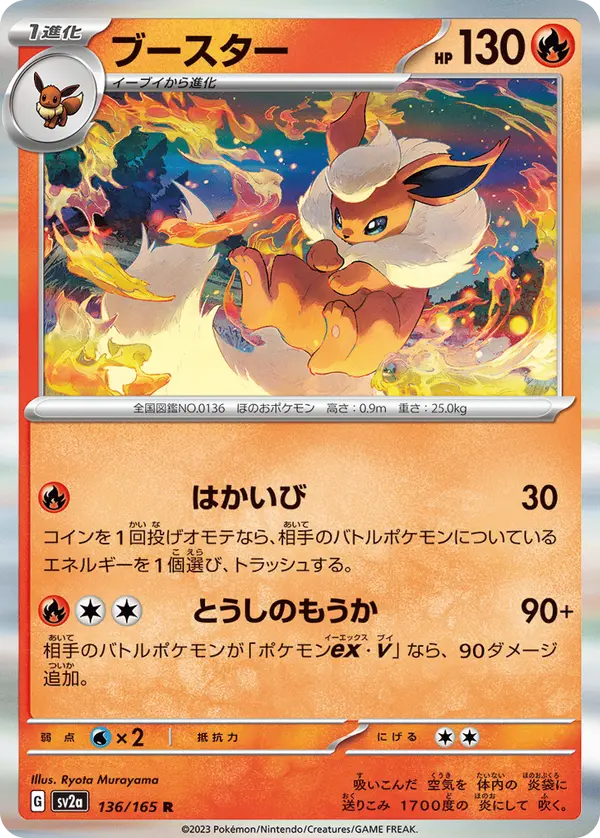 1進化
ブースター
HP 130
イーブイから進化
全国図鑑NO.0136 ほのおポケモン 高さ:0.9m 重さ:25.0kg
はかいび 30
コインを1回投げオモテなら、相手のバトルポケモンについている
エネルギーを1個選び、トラッシュする。
とうしのもうか 90+
相手のバトルポケモンが「ポケモンex・V」なら、90ダメージ
追加。
弱点 ×2 抵抗力 にげる
Illus. Ryota Murayama
G sv2a 136/165 R
吸いこんだ 空気を 体内の 炎袋に
送りこみ 1700度の 炎にして 吹く。
©2023 Pokémon/Nintendo/Creatures/GAME FREAK.